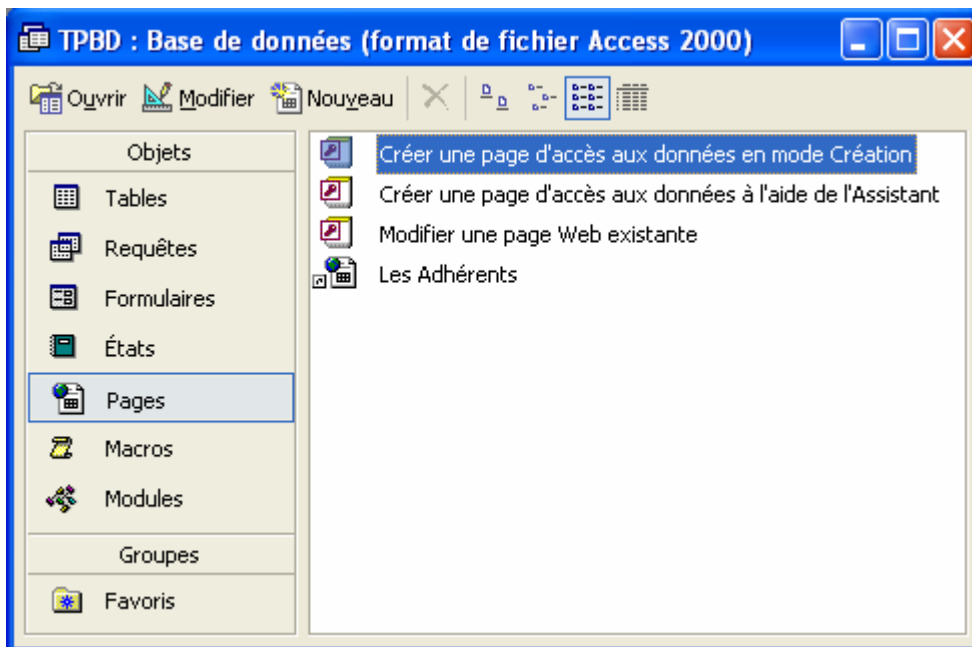 TPBD : Base de données (format de fichier Access 2000)
Ouvrir Modifier Nouveau
Objets
Tables
Requêtes
Formulaires
États
Pages
Macros
Modules
Groupes
Favoris
Créer une page d'accès aux données en mode Création
Créer une page d'accès aux données à l'aide de l'Assistant
Modifier une page Web existante
Les Adhérents